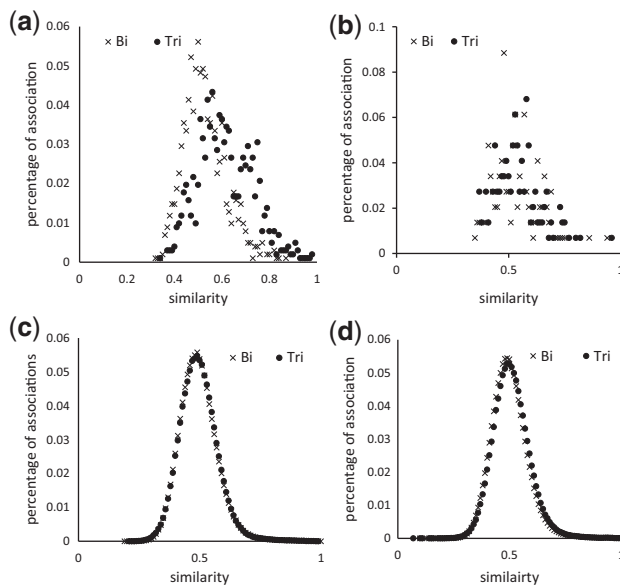 (a)
0.06
× Bi ● Tri
0.05
0.04
0.03
0.02
0.01
0
0 0.2 0.4 0.6 0.8 1
percentage of association
similarity
(b)
0.1
× Bi ● Tri
0.08
0.06
0.04
0.02
0
0 0.5 1
percentage of association
similarity
(c)
0.06
× Bi ● Tri
0.05
0.04
0.03
0.02
0.01
0
0 0.5 1
percentage of associations
similarity
(d)
0.06
× Bi ● Tri
0.05
0.04
0.03
0.02
0.01
0
0 0.5 1
percentage of associations
similairty